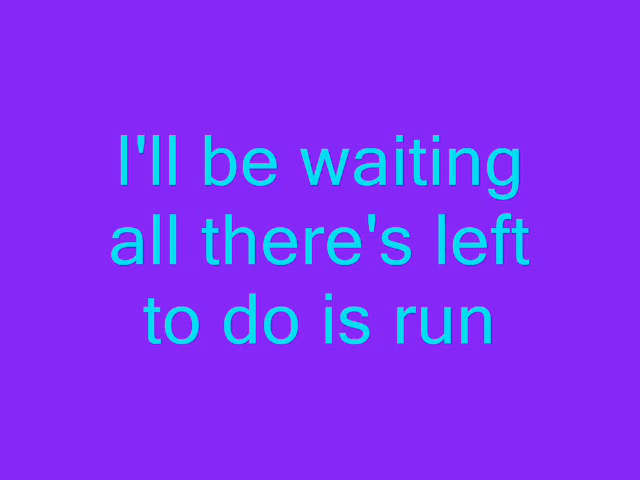 I'll be waiting
all there's left
to do is run